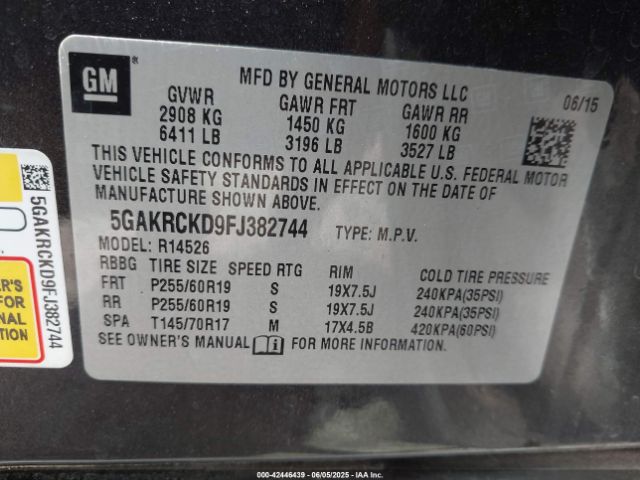 GM
®
MFD BY GENERAL MOTORS LLC
06/15
GVWR GAWR FRT GAWR RR
2908 KG 1450 KG 1600 KG
6411 LB 3196 LB 3527 LB
THIS VEHICLE CONFORMS TO ALL APPLICABLE U.S. FEDERAL MOTOR
VEHICLE SAFETY STANDARDS IN EFFECT ON THE DATE OF
MANUFACTURE SHOWN ABOVE.
5GAKRCKD9FJ382744 TYPE: M.P.V.
MODEL: R14526
RBBG TIRE SIZE SPEED RTG RIM COLD TIRE PRESSURE
FRT P255/60R19 S 19X7.5J 240KPA(35PSI)
RR P255/60R19 S 19X7.5J 240KPA(35PSI)
SPA T145/70R17 M 17X4.5B 420KPA(60PSI)
SEE OWNER'S MANUAL FOR MORE INFORMATION.
5GAKRCKD9FJ382744
FOR
NAL
000-42446439 - 06/05/2025 - IAA Inc.